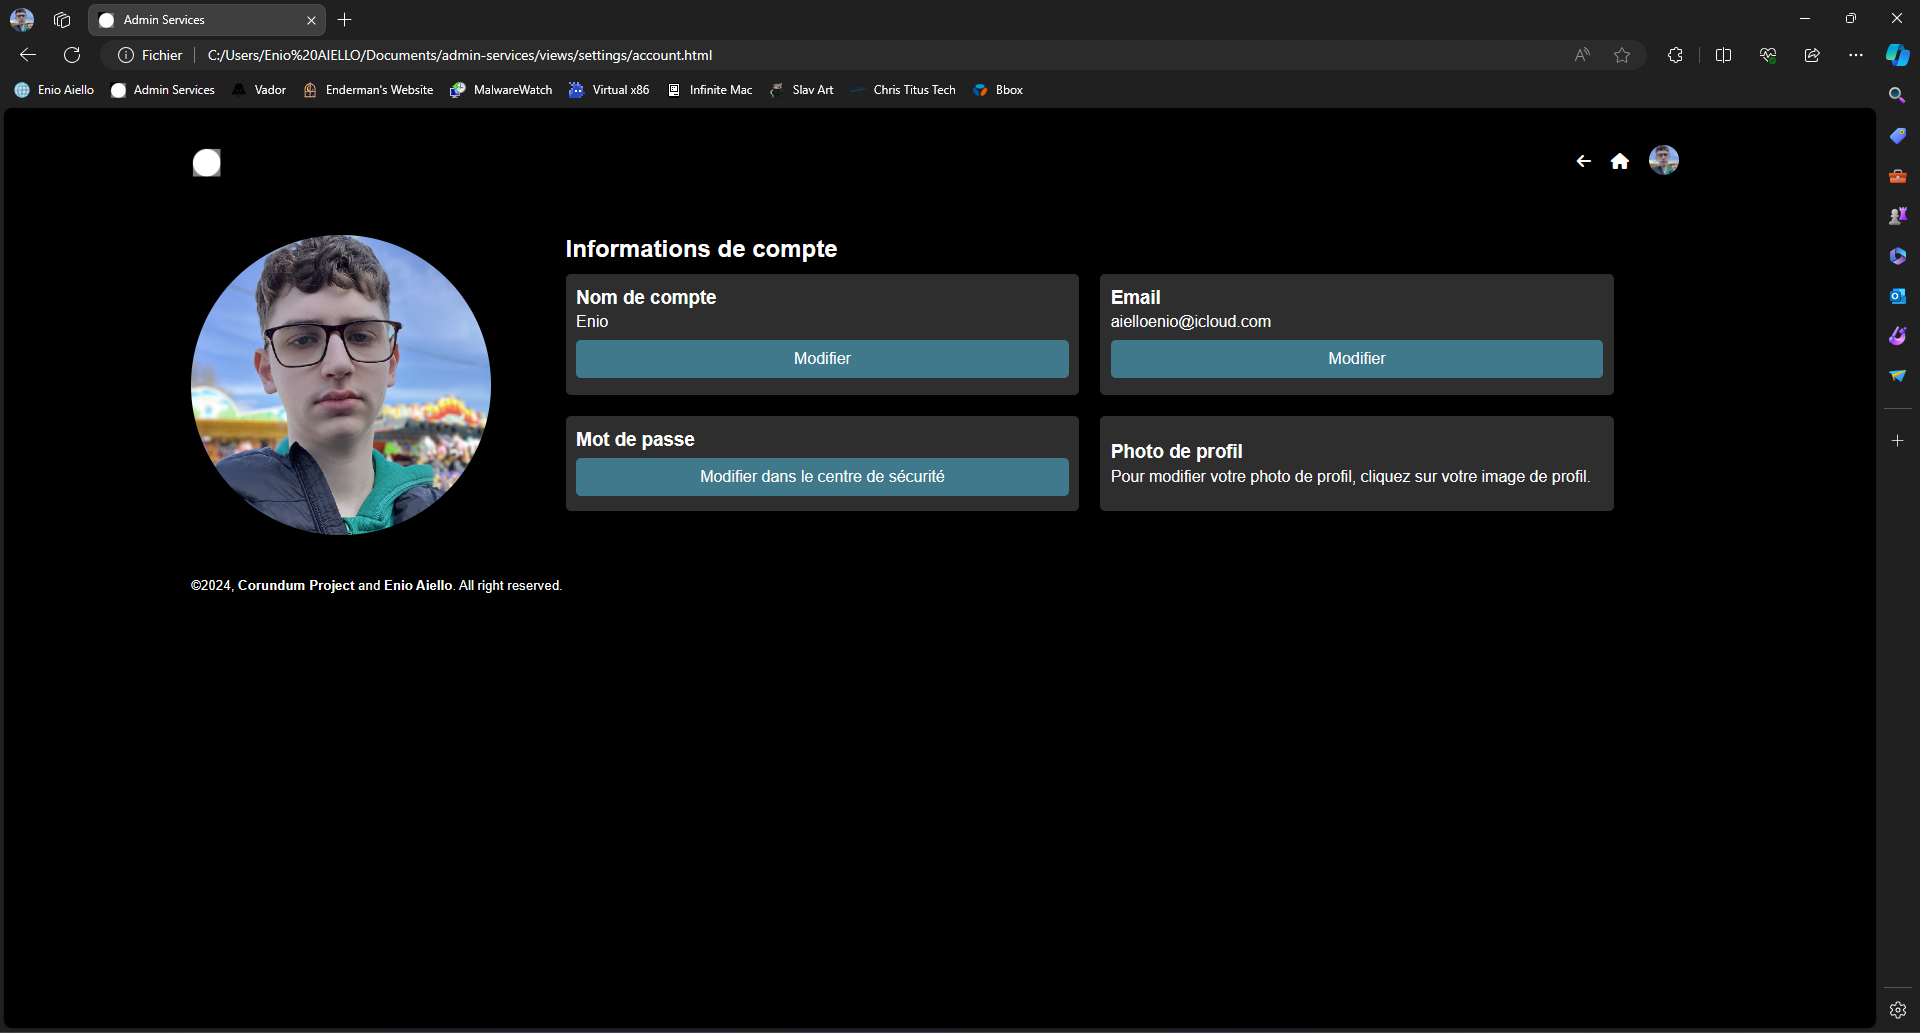 Admin Services
Fichier
C:/Users/Enio%20AIELLO/Documents/admin-services/views/settings/account.html
Enio Aiello
Admin Services
Vador
Enderman's Website
MalwareWatch
Virtual x86
Infinite Mac
Slav Art
Chris Titus Tech
Bbox
Informations de compte
Nom de compte
Enio
Modifier
Email
aielloenio@icloud.com
Modifier
Mot de passe
Modifier dans le centre de sécurité
Photo de profil
Pour modifier votre photo de profil, cliquez sur votre image de profil.
©2024, Corundum Project and Enio Aiello. All right reserved.